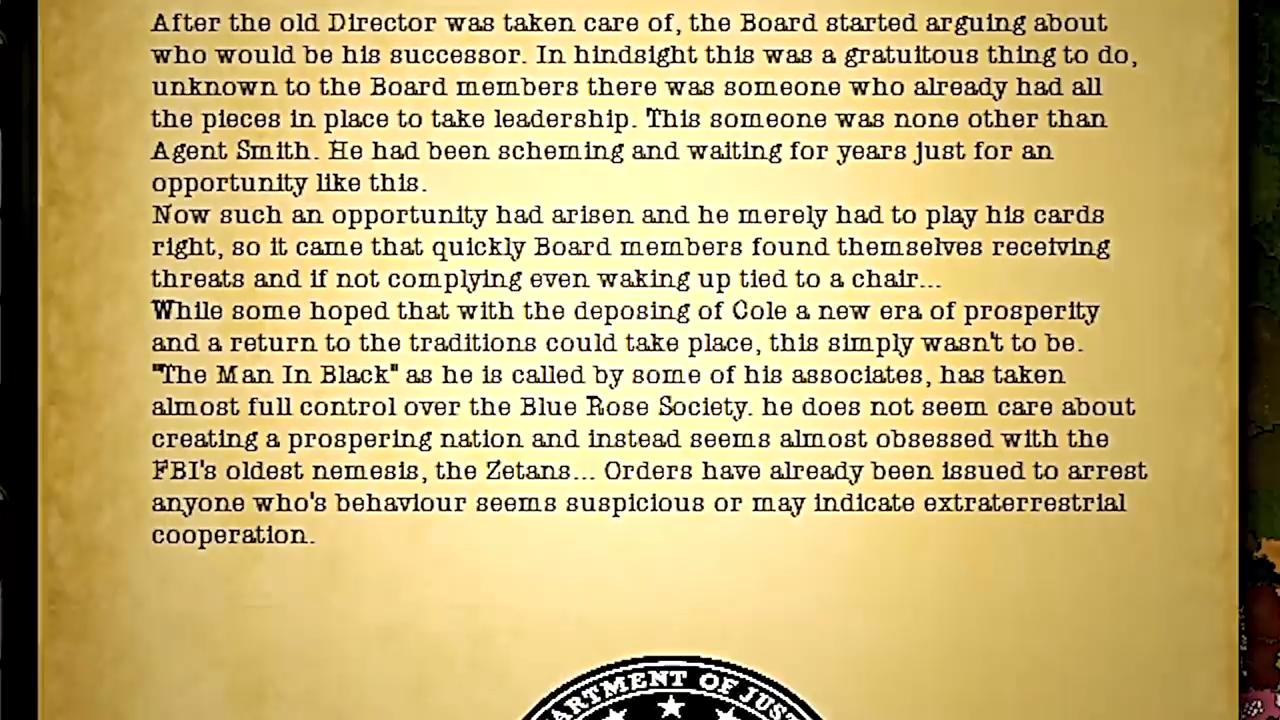 After the old Director was taken care of, the Board started arguing about
who would be his successor. In hindsight this was a gratuitous thing to do,
unknown to the Board members there was someone who already had all
the pieces in place to take leadership. This someone was none other than
Agent Smith. He had been scheming and waiting for years just for an
opportunity like this.
Now such an opportunity had arisen and he merely had to play his cards
right, so it came that quickly Board members found themselves receiving
threats and if not complying even waking up tied to a chair...
While some hoped that with the deposing of Cole a new era of prosperity
and a return to the traditions could take place, this simply wasn't to be.
"The Man In Black" as he is called by some of his associates, has taken
almost full control over the Blue Rose Society. he does not seem care about
creating a prospering nation and instead seems almost obsessed with the
FBI's oldest nemesis, the Zetans... Orders have already been issued to arrest
anyone who's behaviour seems suspicious or may indicate extraterrestrial
cooperation.
ARTMENT OF JUST